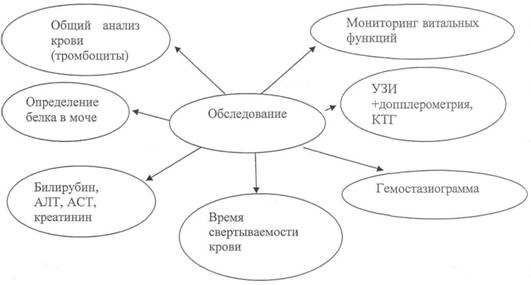 Общий анализ
крови
(тромбоциты)
Мониторинг витальных
функций
Определение
белка в моче
Обследование
УЗИ
+допплерометрия,
КТГ
Билирубин,
АЛТ, АСТ,
креатинин
Время
свертываемости
крови
Гемостазиограмма